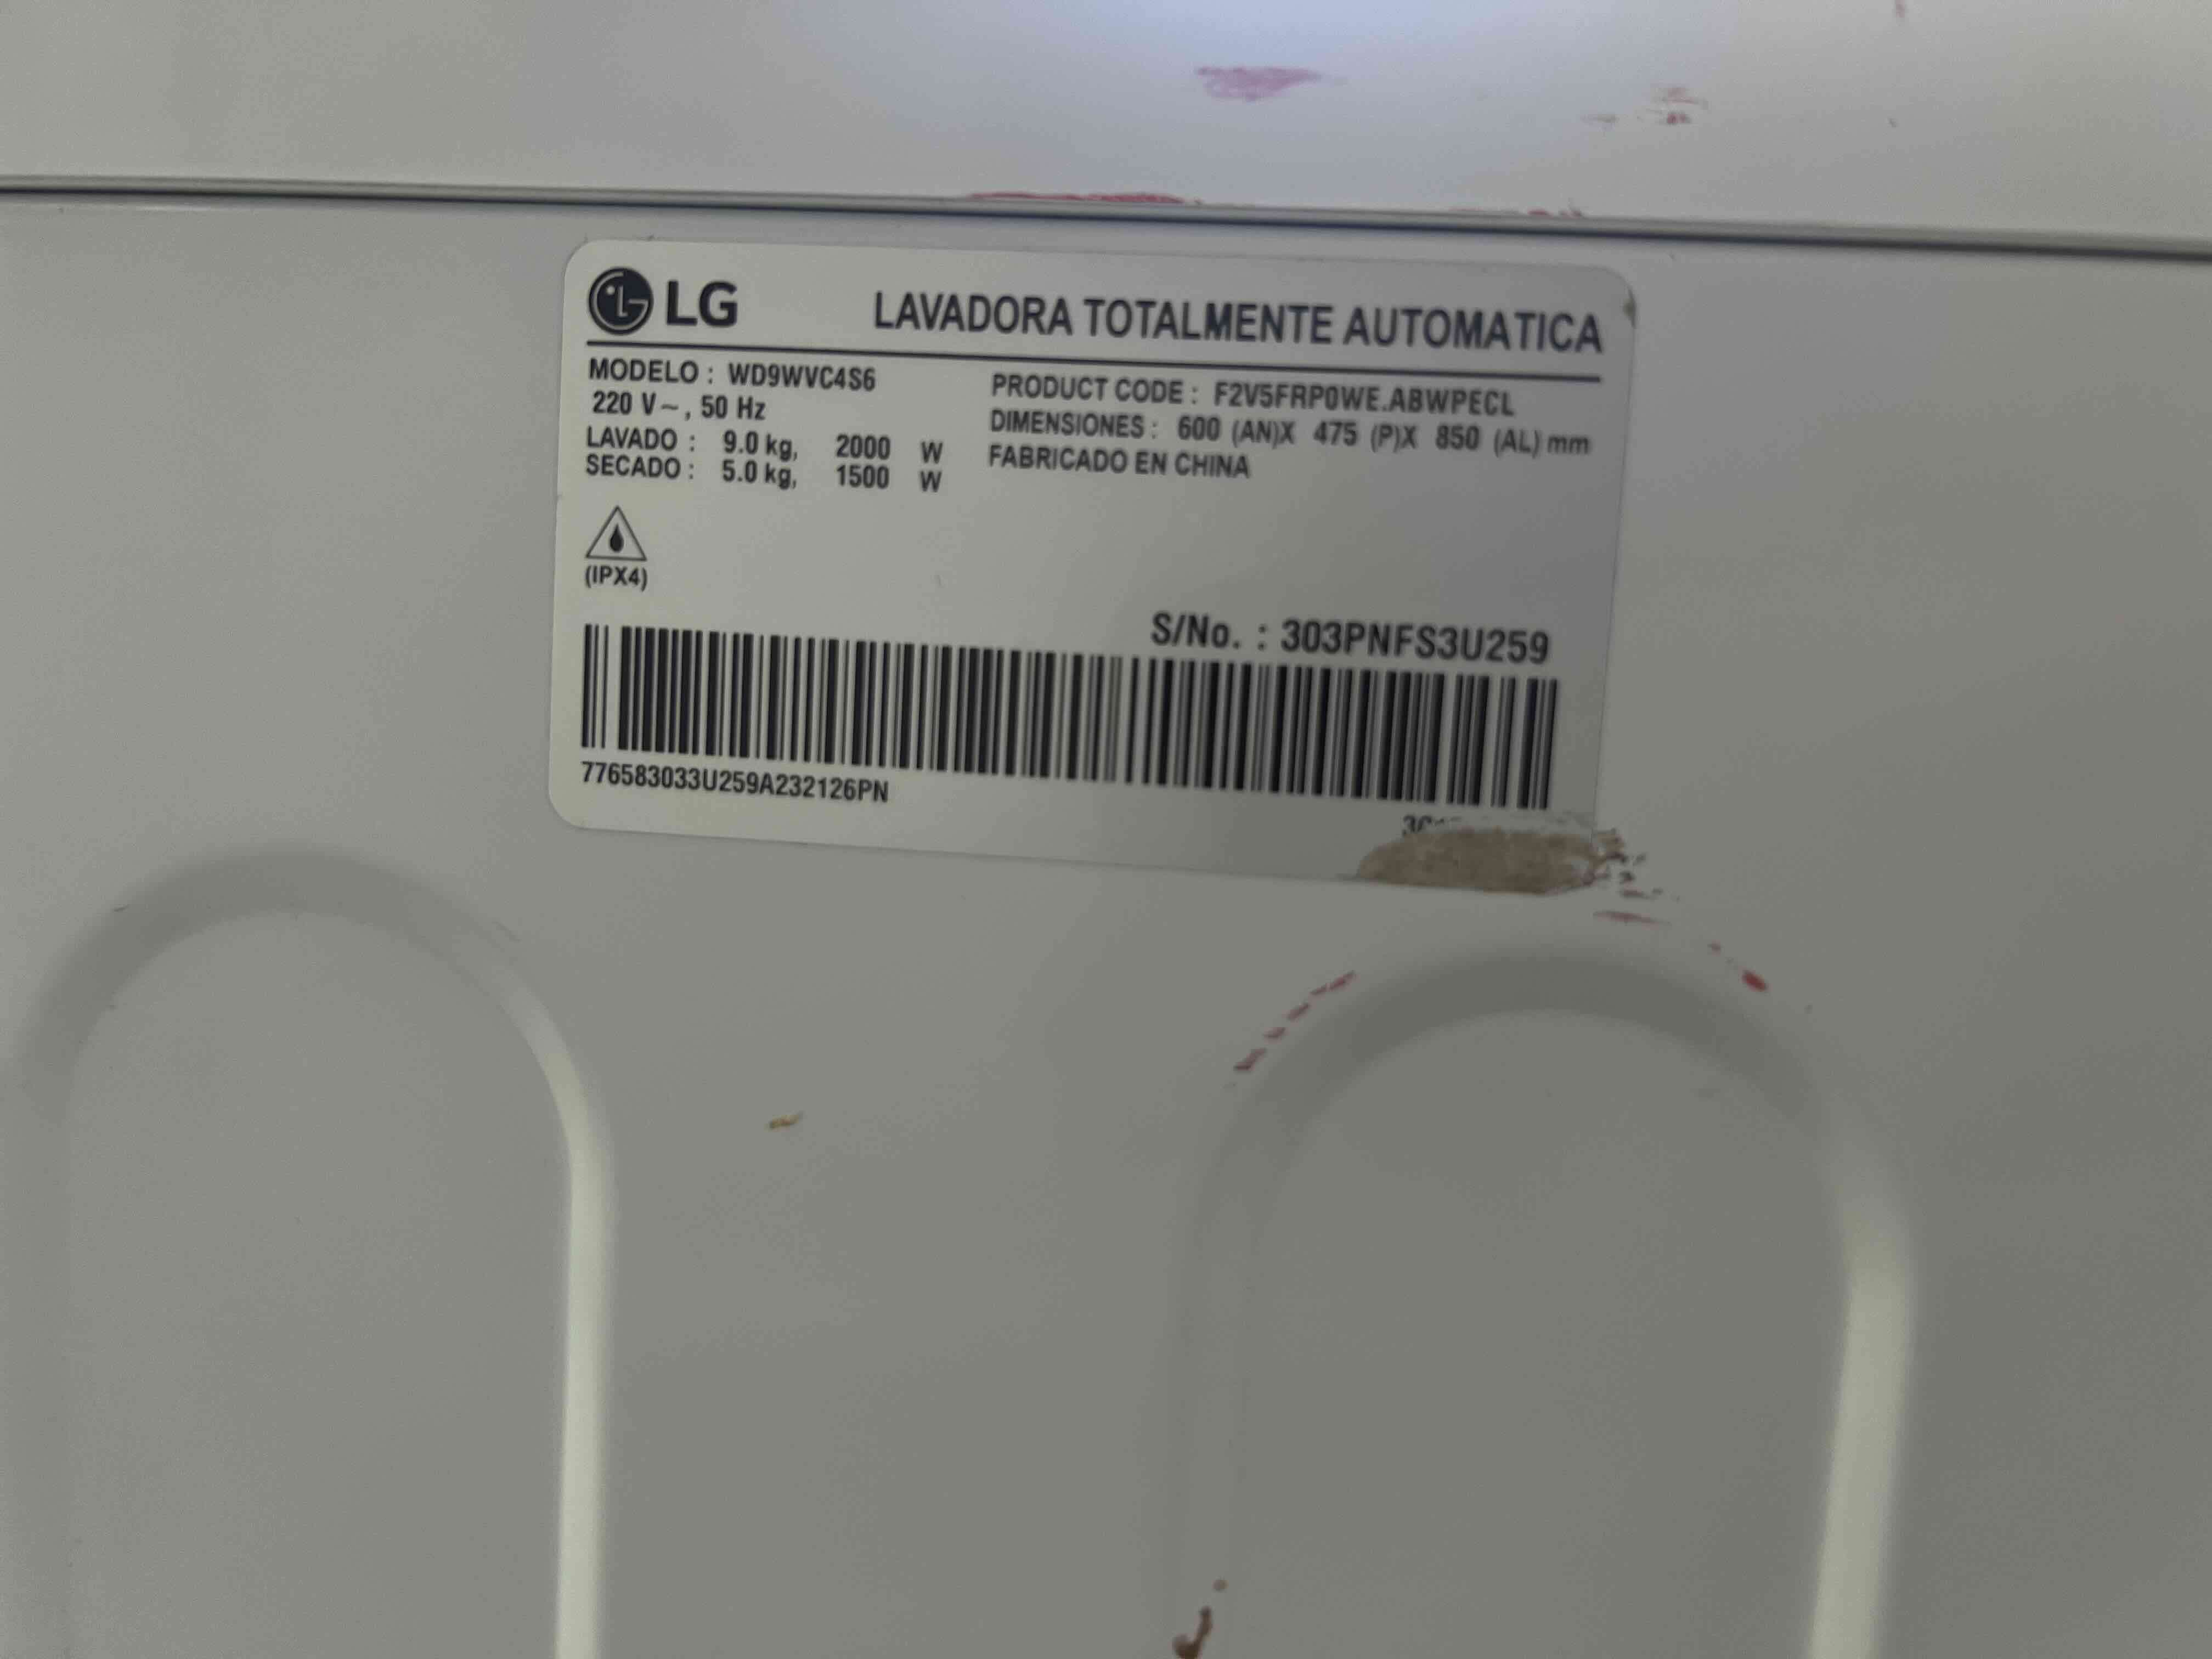 LG LAVADORA TOTALMENTE AUTOMATICA
MODELO : WD9WVC4S6
220 V~, 50 Hz
LAVADO : 9.0 kg, 2000 W
SECADO : 5.0 kg, 1500 W
PRODUCT CODE : F2V5FRP0WE.ABWPECL
DIMENSIONES : 600 (AN)X 475 (P)X 850 (AL) mm
FABRICADO EN CHINA
(IPX4)
S/No. : 303PNFS3U259
776583033U259A232126PN